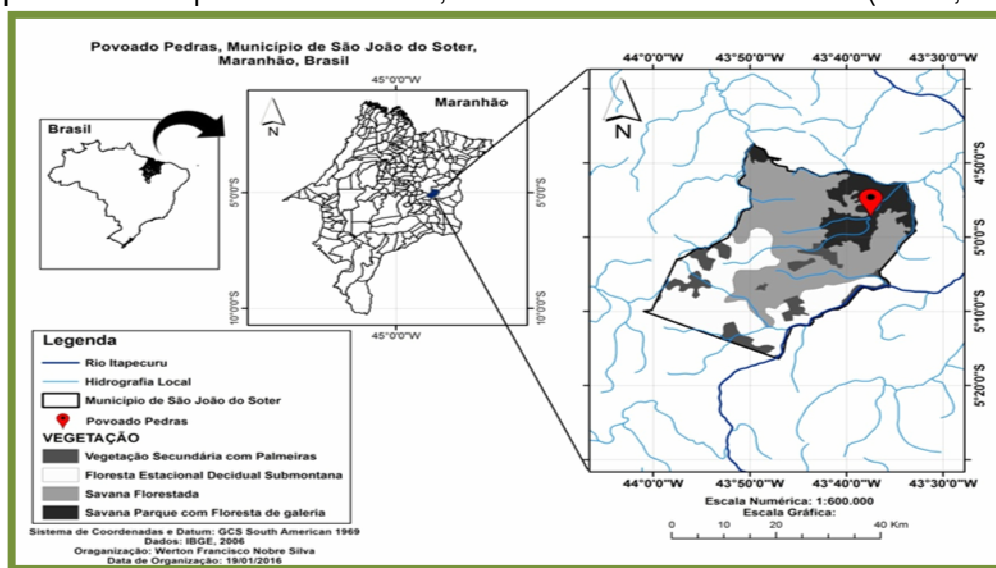 Povoado Pedras, Município de São João do Soter,
Maranhão, Brasil
Brasil
N
45°0'0"W
Maranhão
5°0'0"S
5°0'0"S
10°0'0"S
10°0'0"S
45°0'0"W
44°0'0"W 43°50'0"W 43°40'0"W 43°30'0"W
N
4°50'0"S
5°0'0"S
5°10'0"S
5°20'0"S
44°0'0"W 43°50'0"W 43°40'0"W 43°30'0"W
Escala Numérica: 1:600.000
Escala Gráfica:
0 10 20 40 Km
Legenda
Rio Itapecuru
Hidrografia Local
Município de São João do Soter
Povoado Pedras
VEGETAÇÃO
Vegetação Secundária com Palmeiras
Floresta Estacional Decidual Submontana
Savana Florestada
Savana Parque com Floresta de galeria
Sistema de Coordenadas e Datum: GCS South American 1969
Dados: IBGE, 2006
Oraganização: Werton Francisco Nobre Silva
Data de Organização: 19/01/2016